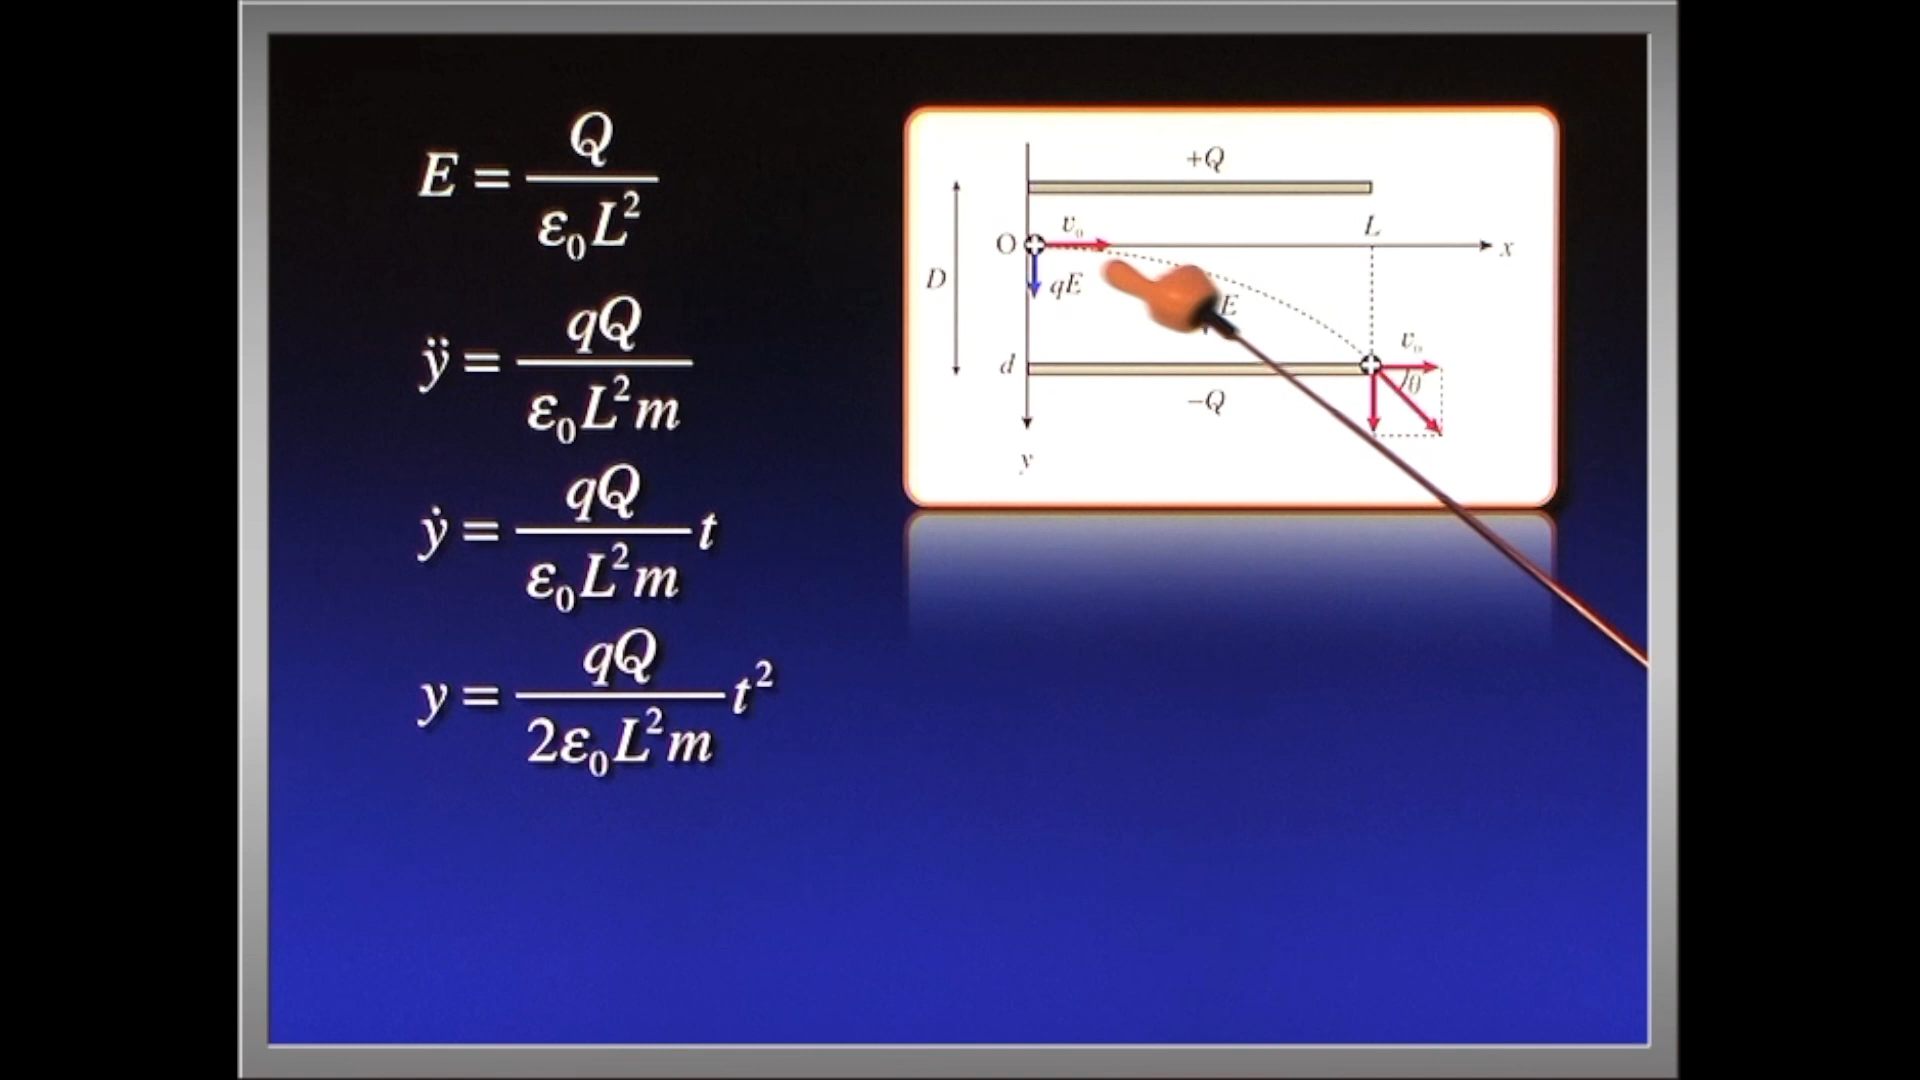 E = Q / ε₀L²
ÿ = qQ / ε₀L²m
ẏ = qQ / ε₀L²m t
y = qQ / 2ε₀L²m t²
+Q
v₀ L
O x
D qE E
d v₀
θ
−Q
y